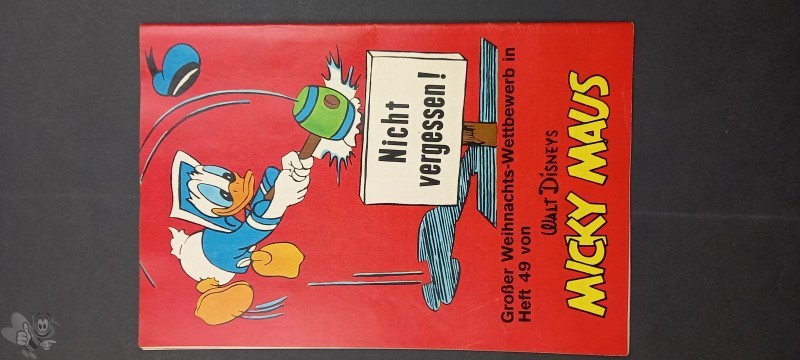 Nicht
vergessen!
Großer Weihnachts-Wettbewerb in
Heft 49 von
WALT DISNEYS
MICKY MAUS